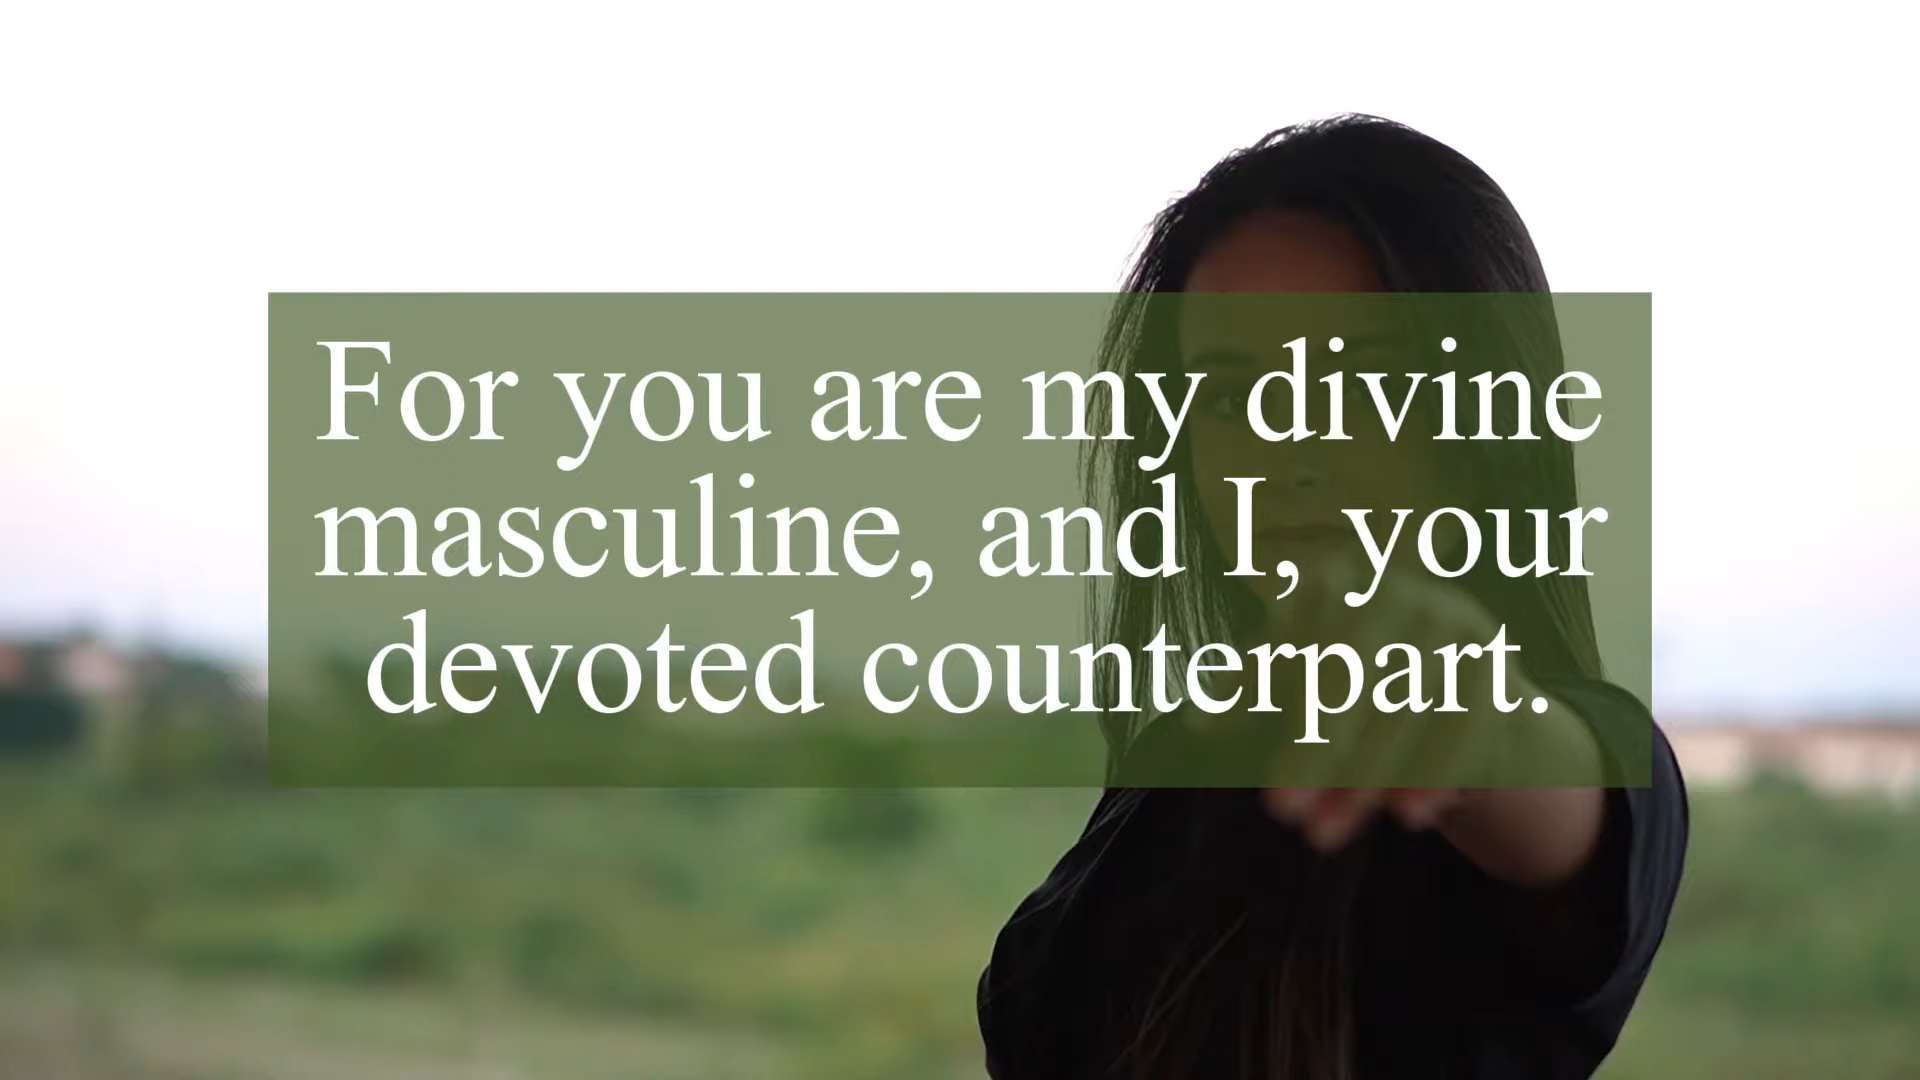 For you are my divine
masculine, and I, your
devoted counterpart.